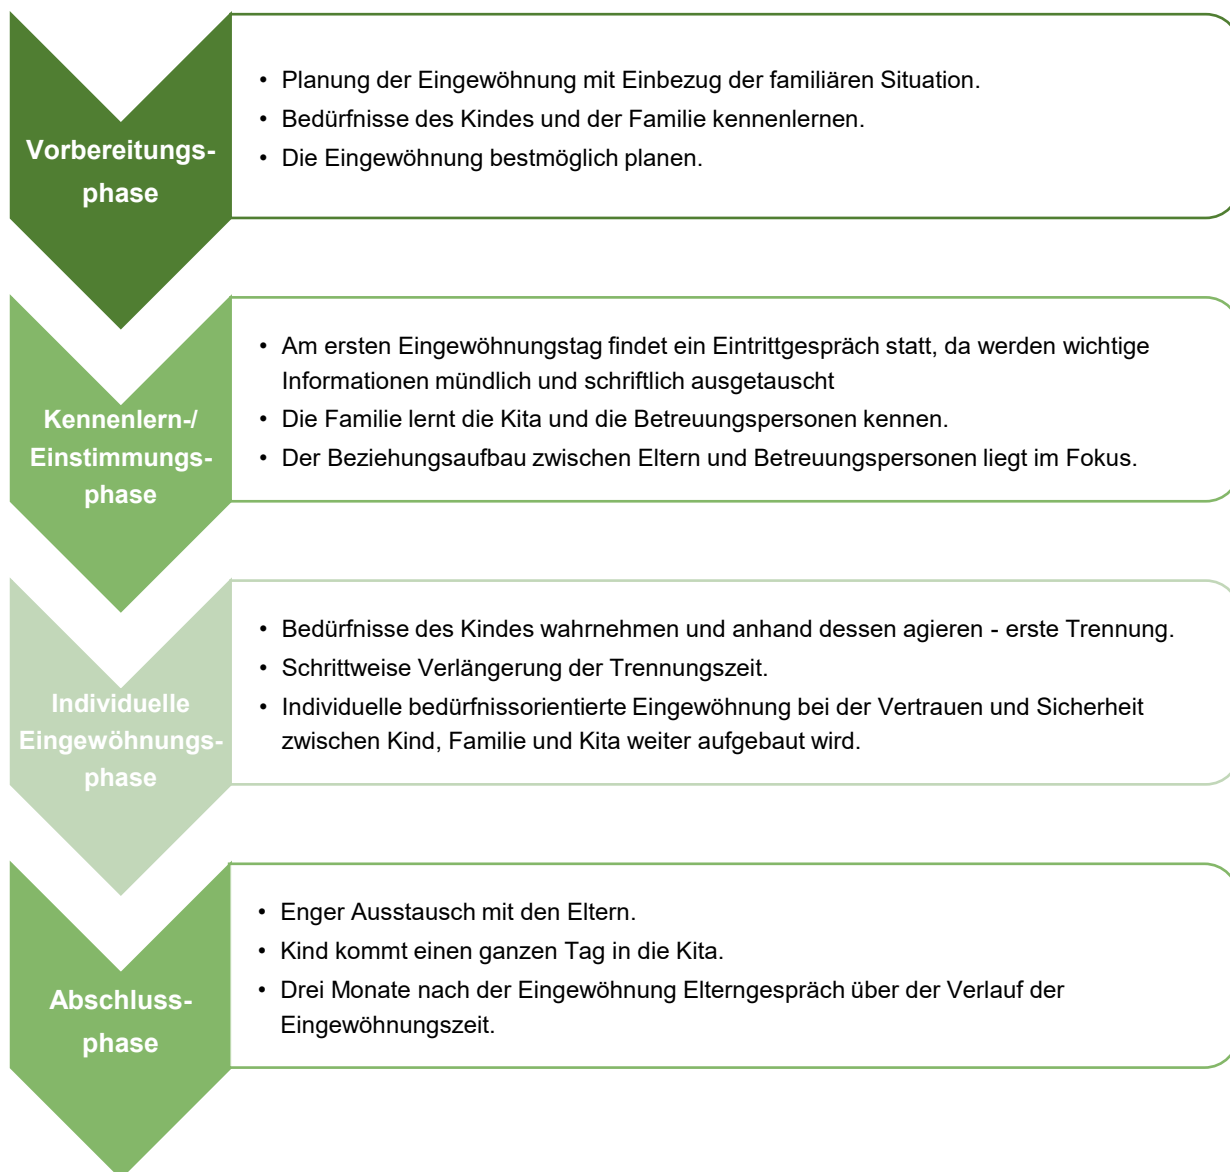 Vorbereitungs-
phase
• Planung der Eingewöhnung mit Einbezug der familiären Situation.
• Bedürfnisse des Kindes und der Familie kennenlernen.
• Die Eingewöhnung bestmöglich planen.
Kennenlern-/
Einstimmungs-
phase
• Am ersten Eingewöhnungstag findet ein Eintrittgespräch statt, da werden wichtige
Informationen mündlich und schriftlich ausgetauscht
• Die Familie lernt die Kita und die Betreuungspersonen kennen.
• Der Beziehungsaufbau zwischen Eltern und Betreuungspersonen liegt im Fokus.
Individuelle
Eingewöhnungs-
phase
• Bedürfnisse des Kindes wahrnehmen und anhand dessen agieren - erste Trennung.
• Schrittweise Verlängerung der Trennungszeit.
• Individuelle bedürfnissorientierte Eingewöhnung bei der Vertrauen und Sicherheit
zwischen Kind, Familie und Kita weiter aufgebaut wird.
Abschluss-
phase
• Enger Ausstausch mit den Eltern.
• Kind kommt einen ganzen Tag in die Kita.
• Drei Monate nach der Eingewöhnung Elterngespräch über der Verlauf der
Eingewöhnungszeit.